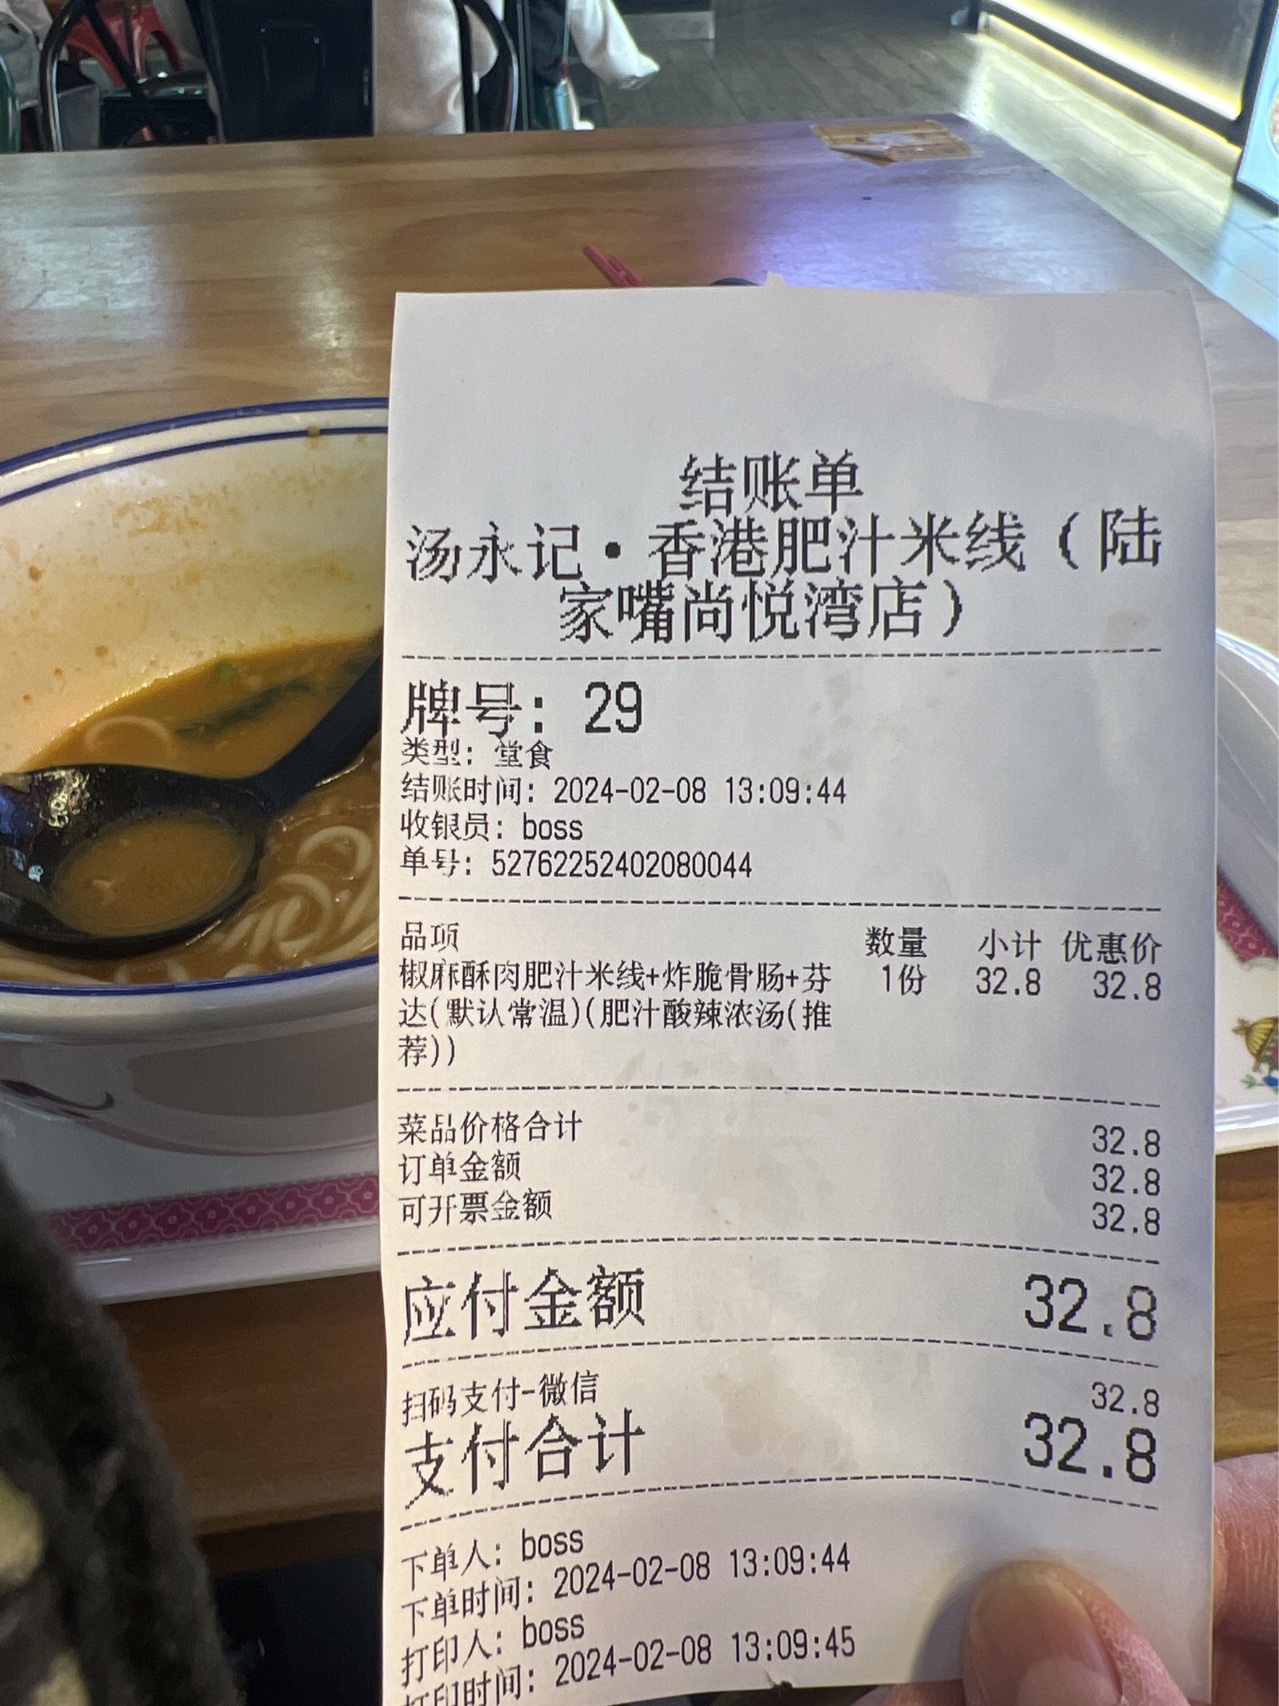 结账单
汤永记·香港肥汁米线(陆
家嘴尚悦湾店)
牌号: 29
类型: 堂食
结账时间: 2024-02-08 13:09:44
收银员: boss
单号: 52762252402080044
品项 数量 小计 优惠价
椒麻酥肉肥汁米线+炸脆骨肠+芬 1份 32.8 32.8
达(默认常温)(肥汁酸辣浓汤(推
荐))
菜品价格合计 32.8
订单金额 32.8
可开票金额 32.8
应付金额 32.8
扫码支付-微信 32.8
支付合计 32.8
下单人: boss
下单时间: 2024-02-08 13:09:44
打印人: boss
打印时间: 2024-02-08 13:09:45